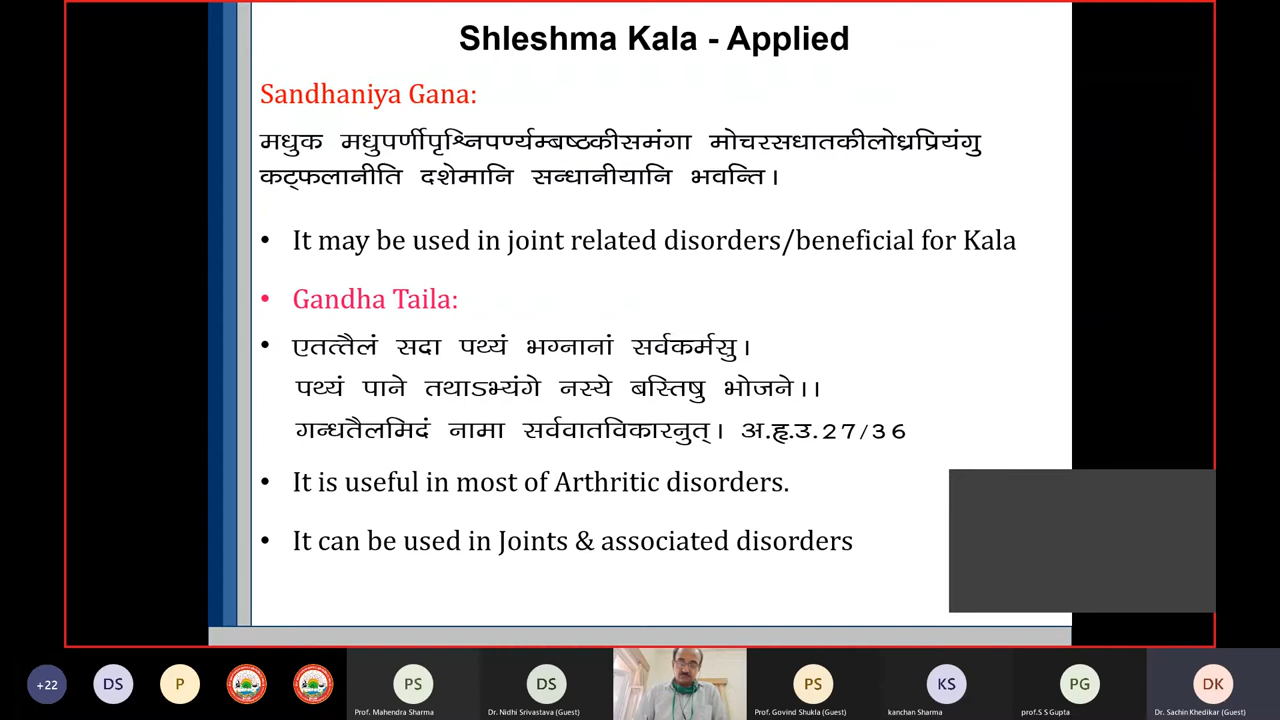 Shleshma Kala - Applied
Sandhaniya Gana:
मधुक मधुपर्णीपृश्निपर्ण्यम्बष्ठकीसमंगा मोचरसधातकीलोध्रप्रियंगु
कट्फलानीति दशेमानि सन्धानीयानि भवन्ति।
• It may be used in joint related disorders/beneficial for Kala
• Gandha Taila:
• एतत्तैलं सदा पथ्यं भग्नानां सर्वकर्मसु।
पथ्यं पाने तथाऽभ्यंगे नस्ये बस्तिषु भोजने।।
गन्धतैलमिदं नामा सर्ववातविकारनुत्। अ.हृ.उ.27/36
• It is useful in most of Arthritic disorders.
• It can be used in Joints & associated disorders
+22 DS P PS DS PS KS PG DK
Prof. Mahendra Sharma Dr. Nidhi Srivastava (Guest) Prof. Govind Shukla (Guest) kanchan Sharma prof.S S Gupta Dr. Sachin Khedikar (Guest)